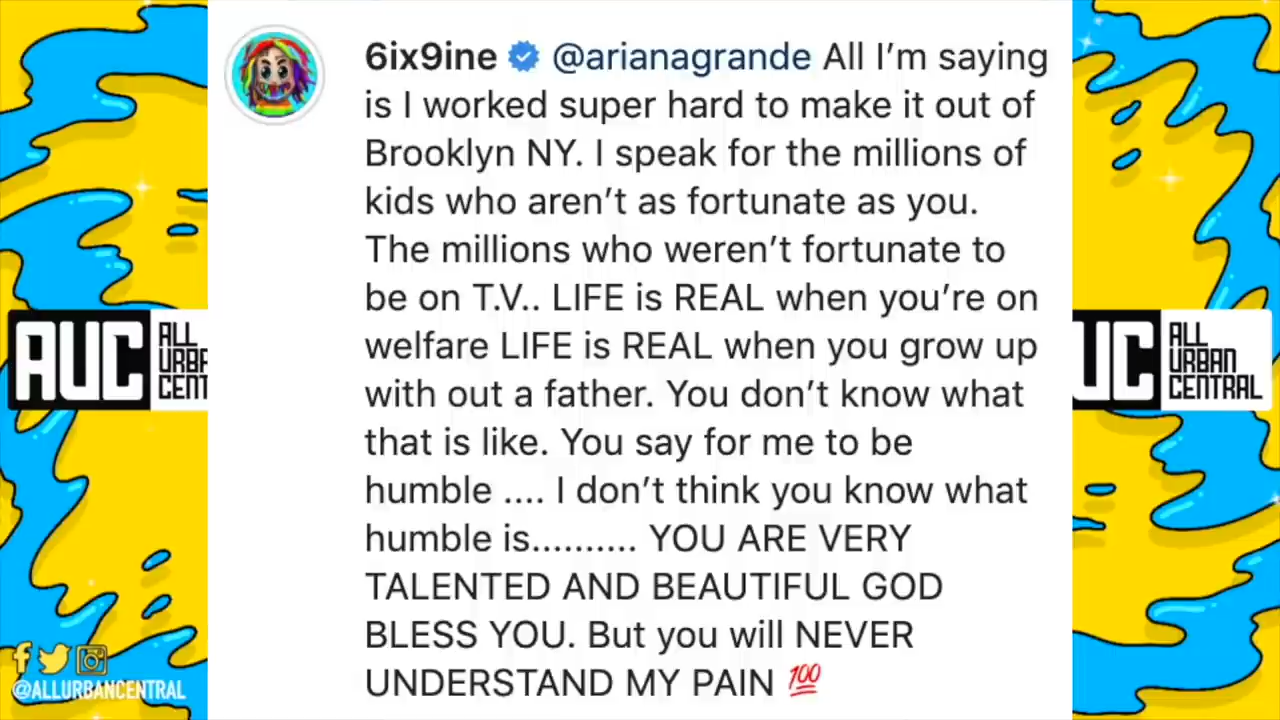 6ix9ine @arianagrande All I’m saying
is I worked super hard to make it out of
Brooklyn NY. I speak for the millions of
kids who aren’t as fortunate as you.
The millions who weren’t fortunate to
be on T.V.. LIFE is REAL when you’re on
welfare LIFE is REAL when you grow up
with out a father. You don’t know what
that is like. You say for me to be
humble .... I don’t think you know what
humble is.......... YOU ARE VERY
TALENTED AND BEAUTIFUL GOD
BLESS YOU. But you will NEVER
UNDERSTAND MY PAIN 💯
AUC
ALL
URBA
CENT
UC
ALL
URBAN
CENTRAL
@ALLURBANCENTRAL